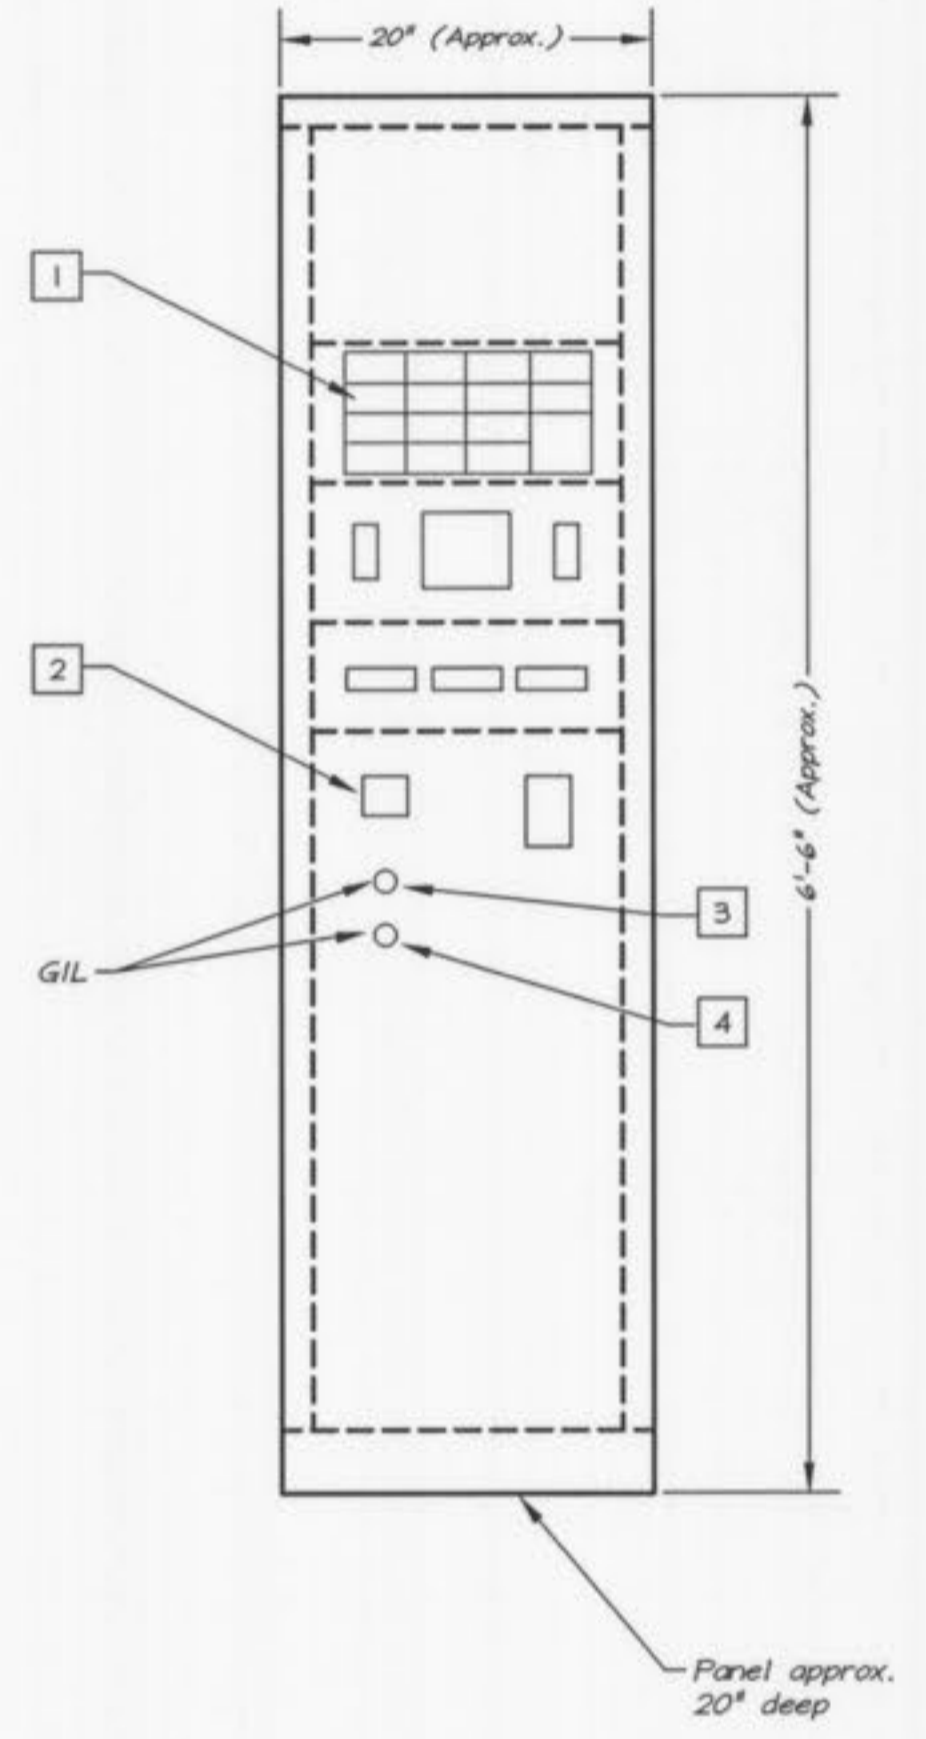 20" (Approx.)
1
2
6'-6" (Approx.)
3
GIL
4
Panel approx.
20" deep